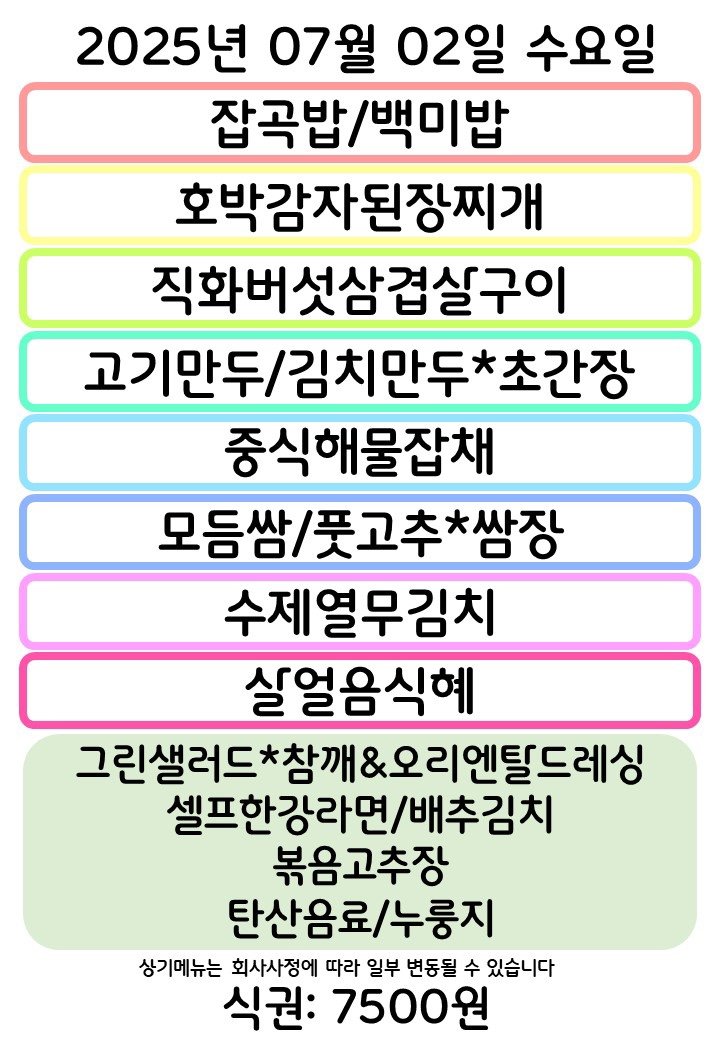 2025년 07월 02일 수요일
잡곡밥/백미밥
호박감자된장찌개
직화버섯삼겹살구이
고기만두/김치만두*초간장
중식해물잡채
모듬쌈/풋고추*쌈장
수제열무김치
살얼음식혜
그린샐러드*참깨&오리엔탈드레싱
셀프한강라면/배추김치
볶음고추장
탄산음료/누룽지
상기메뉴는 회사사정에 따라 일부 변동될 수 있습니다
식권: 7500원